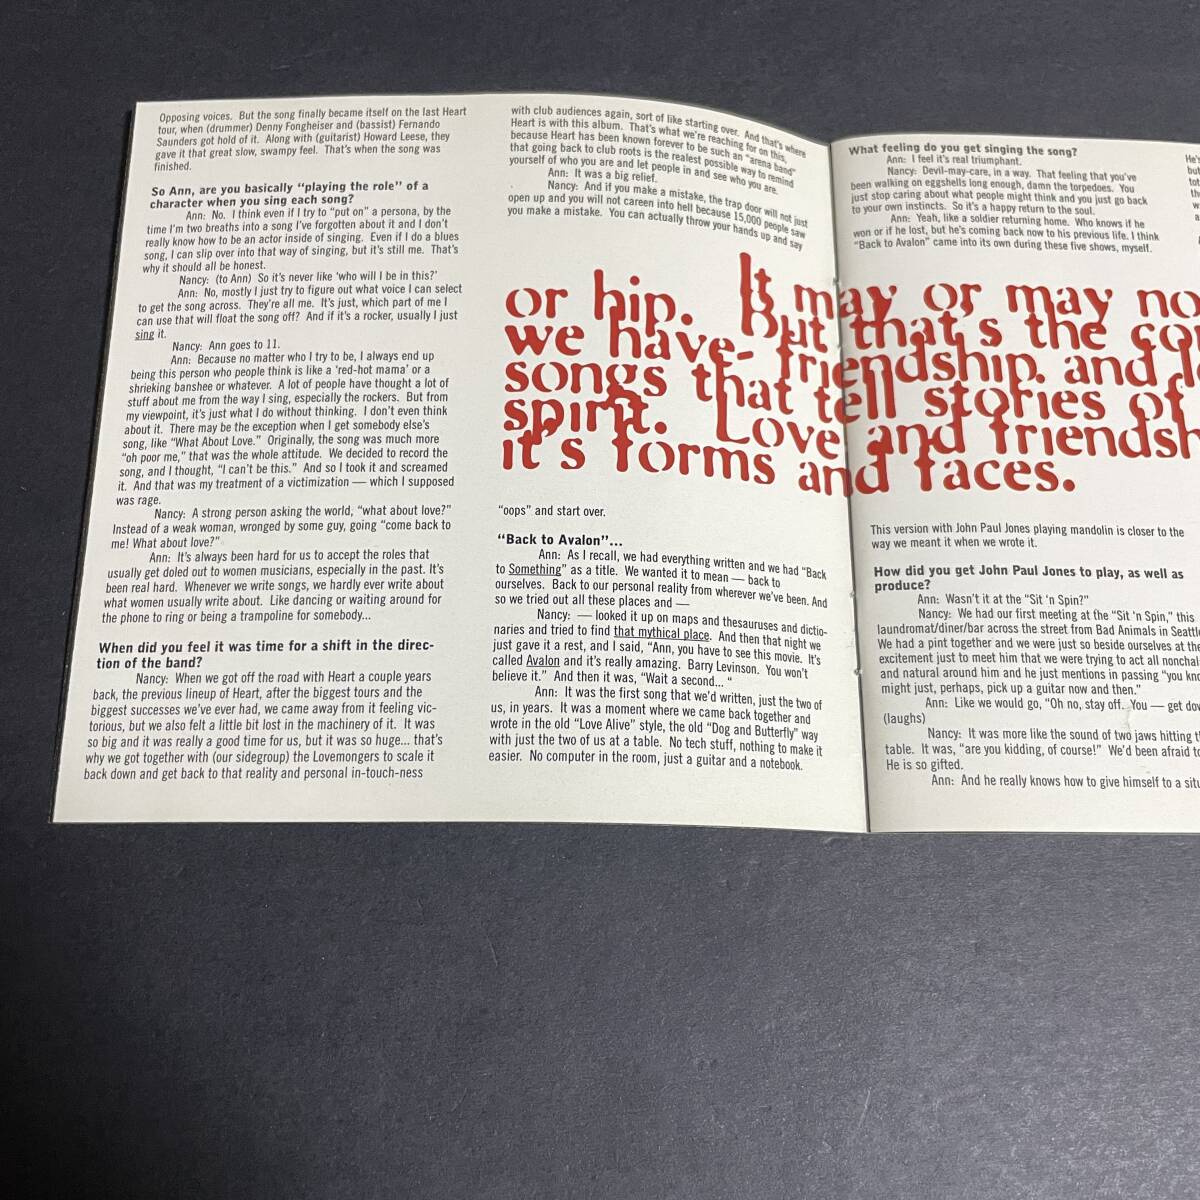 Opposing voices. But the song finally became itself on the last Heart
tour, when (drummer) Denny Fongheiser and (bassist) Fernando
Saunders got hold of it. Along with (guitarist) Howard Leese, they
gave it that great slow, swampy feel. That's when the song was
finished.
So Ann, are you basically “playing the role” of a
character when you sing each song?
Ann: No. I think even if I try to “put on” a persona, by the
time I'm two breaths into a song I've forgotten about it and I don't
really know how to be an actor inside of singing. Even if I do a blues
song, I can slip over into that way of singing, but it's still me. That's
why it should all be honest.
Nancy: (to Ann) So it's never like ‘who will I be in this?’
Ann: No, mostly I just try to figure out what voice I can select
to get the song across. They're all me. It's just, which part of me I
can use that will float the song off? And if it's a rocker, usually I just
sing it.
Nancy: Ann goes to 11.
Ann: Because no matter who I try to be, I always end up
being this person who people think is like a ‘red-hot mama’ or a
shrieking banshee or whatever. A lot of people have thought a lot of
stuff about me from the way I sing, especially the rockers. But from
my viewpoint, it's just what I do without thinking. I don't even think
about it. There may be the exception when I get somebody else's
song, like “What About Love.” Originally, the song was much more
“oh poor me,” that was the whole attitude. We decided to record the
song, and I thought, “I can't be this.” And so I took it and screamed
it. And that was my treatment of a victimization — which I supposed
was rage.
Nancy: A strong person asking the world, “what about love?”
Instead of a weak woman, wronged by some guy, going “come back to
me! What about love?”
Ann: It's always been hard for us to accept the roles that
usually get doled out to women musicians, especially in the past. It's
been real hard. Whenever we write songs, we hardly ever write about
what women usually write about. Like dancing or waiting around for
the phone to ring or being a trampoline for somebody...
When did you feel it was time for a shift in the direc-
tion of the band?
Nancy: When we got off the road with Heart a couple years
back, the previous lineup of Heart, after the biggest tours and the
biggest successes we've ever had, we came away from it feeling vic-
torious, but we also felt a little bit lost in the machinery of it. It was
so big and it was really a good time for us, but it was so huge... that's
why we got together with (our sidegroup) the Lovemongers to scale it
back down and get back to that reality and personal in-touch-ness
with club audiences again, sort of like starting over. And that's where
Heart is with this album. That's what we're reaching for on this,
because Heart has been known forever to be such an “arena band”
that going back to club roots is the realest possible way to remind
yourself of who you are and let people in and see who you are.
Ann: It was a big relief.
Nancy: And if you make a mistake, the trap door will not just
open up and you will not careen into hell because 15,000 people saw
you make a mistake. You can actually throw your hands up and say
or hip. It may or may no
we have- But that's the co
songs that friendship. and l
spirit. tell stories of
Love and friendsh
it's forms and faces.
“oops” and start over.
“Back to Avalon”...
Ann: As I recall, we had everything written and we had “Back
to Something” as a title. We wanted it to mean — back to
ourselves. Back to our personal reality from wherever we've been. And
so we tried out all these places and —
Nancy: — looked it up on maps and thesauruses and dictio-
naries and tried to find that mythical place. And then that night we
just gave it a rest, and I said, “Ann, you have to see this movie. It's
called Avalon and it's really amazing. Barry Levinson. You won't
believe it.” And then it was, “Wait a second... “
Ann: It was the first song that we'd written, just the two of
us, in years. It was a moment where we came back together and
wrote in the old “Love Alive” style, the old “Dog and Butterfly” way
with just the two of us at a table. No tech stuff, nothing to make it
easier. No computer in the room, just a guitar and a notebook.
What feeling do you get singing the song?
Ann: I feel it's real triumphant.
Nancy: Devil-may-care, in a way. That feeling that you've
been walking on eggshells long enough, damn the torpedoes. You
just stop caring about what people might think and you just go back
to your own instincts. So it's a happy return to the soul.
Ann: Yeah, like a soldier returning home. Who knows if he
won or if he lost, but he's coming back now to his previous life. I think
“Back to Avalon” came into its own during these five shows, myself.
This version with John Paul Jones playing mandolin is closer to the
way we meant it when we wrote it.
How did you get John Paul Jones to play, as well as
produce?
Ann: Wasn't it at the “Sit 'n Spin?”
Nancy: We had our first meeting at the “Sit 'n Spin,” this
laundromat/diner/bar across the street from Bad Animals in Seattl
We had a pint together and we were just so beside ourselves at the
excitement just to meet him that we were trying to act all nonchal
and natural around him and he just mentions in passing “you kno
might just, perhaps, pick up a guitar now and then.”
Ann: Like we would go, “Oh no, stay off. You — get dow
(laughs)
Nancy: It was more like the sound of two jaws hitting t
table. It was, “are you kidding, of course!” We'd been afraid t
He is so gifted.
Ann: And he really knows how to give himself to a situ
He's
but
tot
th
w
a